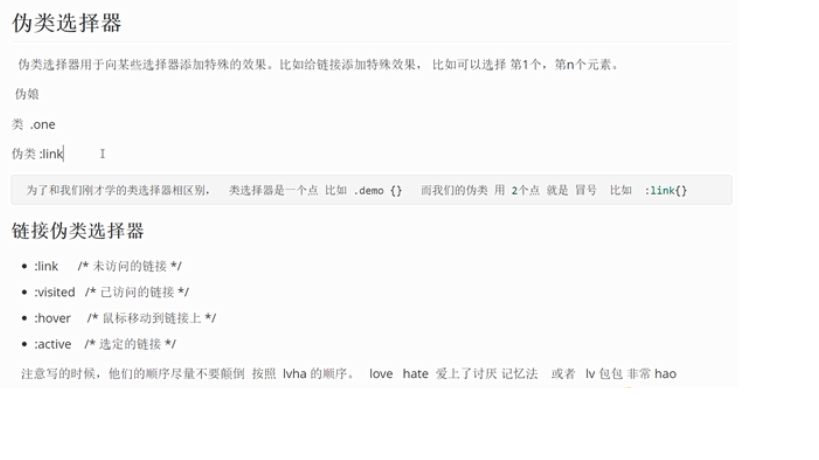 伪类选择器
伪类选择器用于向某些选择器添加特殊的效果。比如给链接添加特殊效果， 比如可以选择 第1个，第n个元素。
伪娘
类 .one
伪类 :link
为了和我们刚才学的类选择器相区别， 类选择器是一个点 比如 .demo {} 而我们的伪类 用 2个点 就是 冒号 比如 :link{}
链接伪类选择器
• :link /* 未访问的链接 */
• :visited /* 已访问的链接 */
• :hover /* 鼠标移动到链接上 */
• :active /* 选定的链接 */
注意写的时候，他们的顺序尽量不要颠倒 按照 lvha 的顺序。 love hate 爱上了讨厌 记忆法 或者 lv 包包 非常 hao